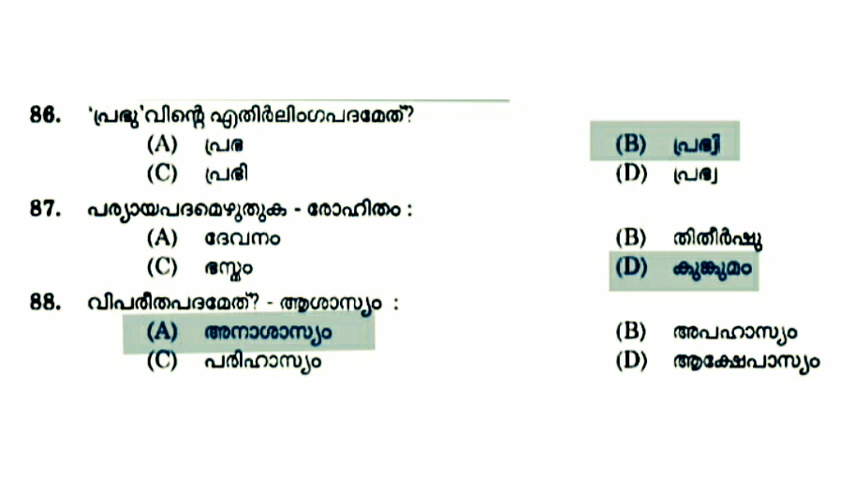 86. 'പ്രഭു'വിന്റെ എതിർലിംഗപദമേത്?
(A) പ്രഭ (B) പ്രഭ്വി
(C) പ്രഭി (D) പ്രഭ്വ
87. പര്യായപദമെഴുതുക - രോഹിതം :
(A) ദേവനം (B) തിതീർഷു
(C) ഭസ്മം (D) കുങ്കുമം
88. വിപരീതപദമേത്? - ആശാസ്യം :
(A) അനാശാസ്യം (B) അപഹാസ്യം
(C) പരിഹാസ്യം (D) ആക്ഷേപാസ്യം